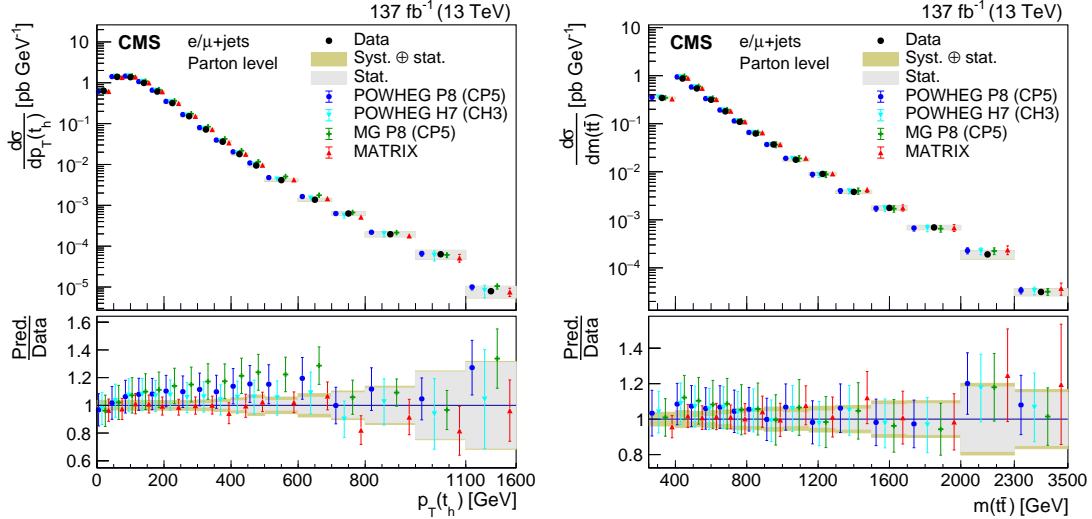 137 fb⁻¹ (13 TeV)
CMS
e/μ+jets
Parton level
Data
Syst. ⊕ stat.
Stat.
POWHEG P8 (CP5)
POWHEG H7 (CH3)
MG P8 (CP5)
MATRIX
dσ/dp_T(t_h) [pb GeV⁻¹]
1
10⁻¹
10⁻²
10⁻³
10⁻⁴
10⁻⁵
Pred./Data
1.6
1.4
1.2
1.0
0.8
0.6
0 200 400 600 800 1100 1600
p_T(t_h) [GeV]
137 fb⁻¹ (13 TeV)
CMS
e/μ+jets
Parton level
Data
Syst. ⊕ stat.
Stat.
POWHEG P8 (CP5)
POWHEG H7 (CH3)
MG P8 (CP5)
MATRIX
dσ/dm(tt̄) [pb GeV⁻¹]
1
10⁻¹
10⁻²
10⁻³
10⁻⁴
Pred./Data
1.4
1.2
1.0
0.8
400 800 1200 1600 2000 2300 3500
m(tt̄) [GeV]